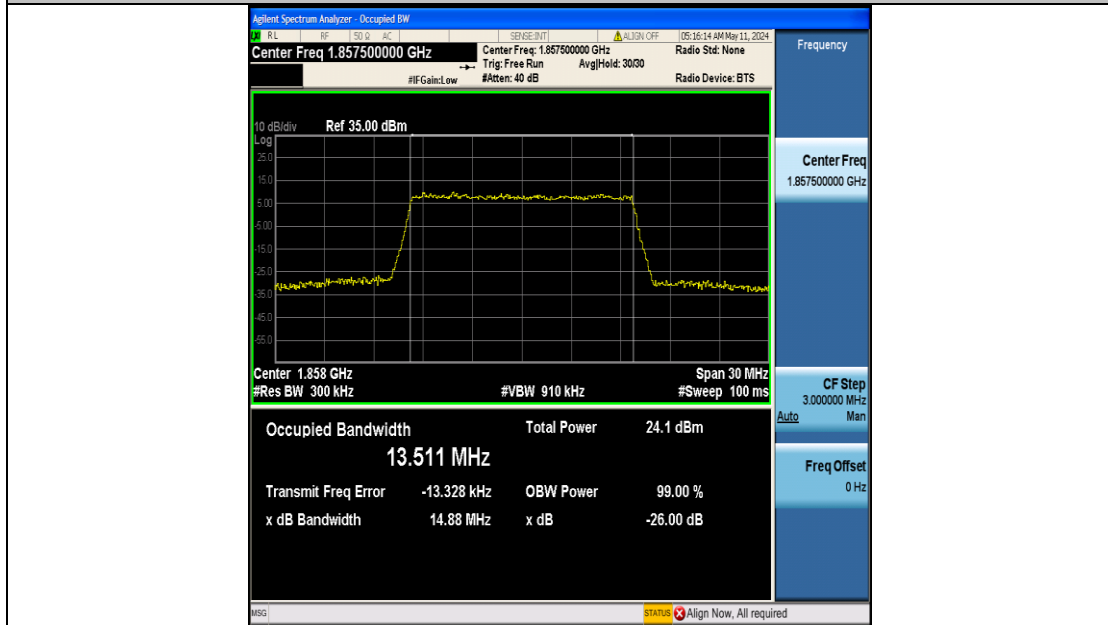 Agilent Spectrum Analyzer - Occupied BW
RL RF 50 Ω AC SENSE:INT ALIGN OFF 05:16:14 AM May 11, 2024
Center Freq 1.857500000 GHz
Center Freq: 1.857500000 GHz Radio Std: None
Trig: Free Run Avg|Hold: 30/30
#IFGain:Low #Atten: 40 dB Radio Device: BTS
10 dB/div Ref 35.00 dBm
Log
25.0
15.0
5.00
-5.00
-15.0
-25.0
-35.0
-45.0
-55.0
Center 1.858 GHz Span 30 MHz
#Res BW 300 kHz #VBW 910 kHz #Sweep 100 ms
Occupied Bandwidth Total Power 24.1 dBm
13.511 MHz
Transmit Freq Error -13.328 kHz OBW Power 99.00 %
x dB Bandwidth 14.88 MHz x dB -26.00 dB
Frequency
Center Freq
1.857500000 GHz
CF Step
3.000000 MHz
Auto Man
Freq Offset
0 Hz
MSG STATUS Align Now, All required